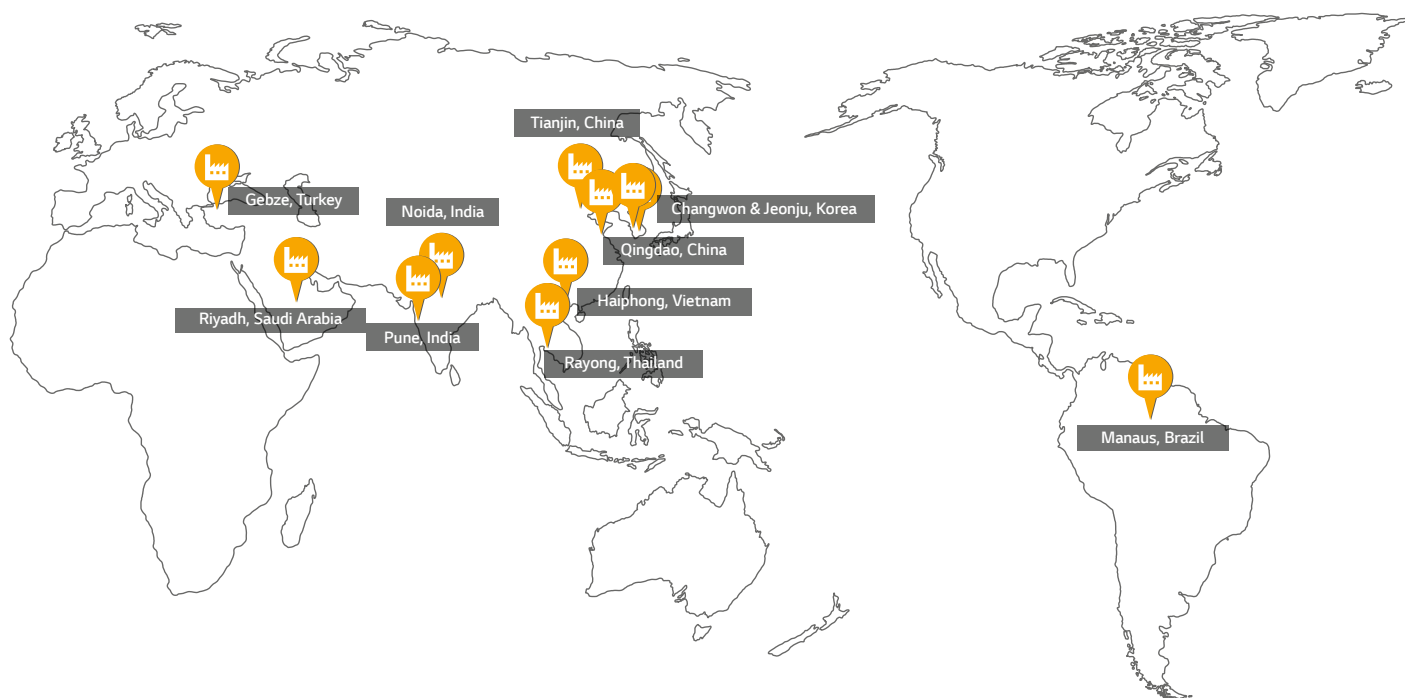 Tianjin, China
Gebze, Turkey
Noida, India
Changwon & Jeonju, Korea
Qingdao, China
Haiphong, Vietnam
Riyadh, Saudi Arabia
Pune, India
Rayong, Thailand
Manaus, Brazil